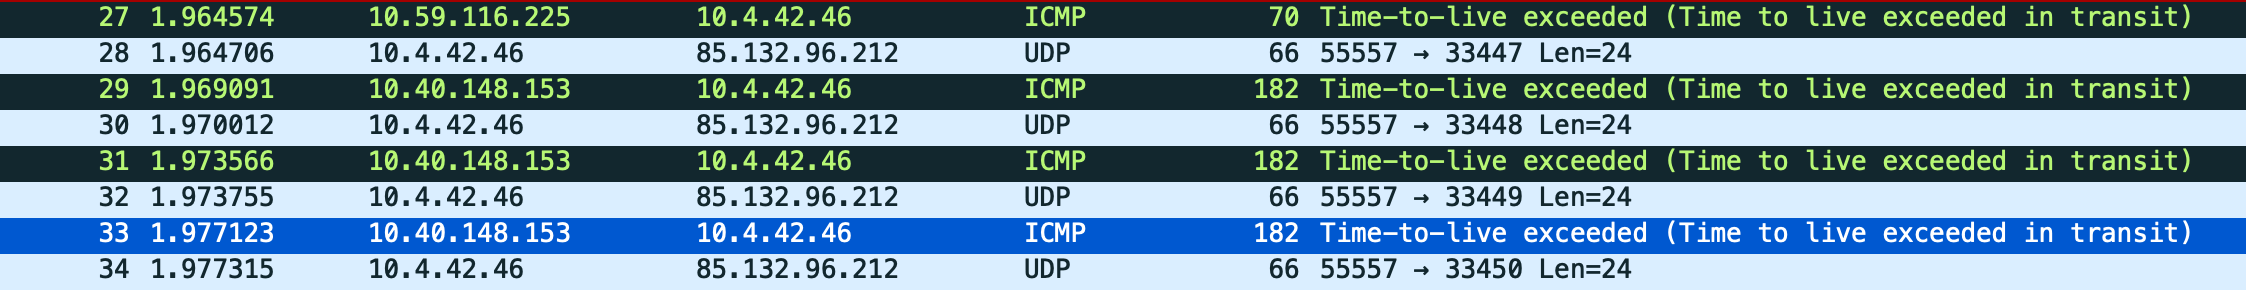 27 1.964574 10.59.116.225 10.4.42.46 ICMP 70 Time-to-live exceeded (Time to live exceeded in transit)
28 1.964706 10.4.42.46 85.132.96.212 UDP 66 55557 → 33447 Len=24
29 1.969091 10.40.148.153 10.4.42.46 ICMP 182 Time-to-live exceeded (Time to live exceeded in transit)
30 1.970012 10.4.42.46 85.132.96.212 UDP 66 55557 → 33448 Len=24
31 1.973566 10.40.148.153 10.4.42.46 ICMP 182 Time-to-live exceeded (Time to live exceeded in transit)
32 1.973755 10.4.42.46 85.132.96.212 UDP 66 55557 → 33449 Len=24
33 1.977123 10.40.148.153 10.4.42.46 ICMP 182 Time-to-live exceeded (Time to live exceeded in transit)
34 1.977315 10.4.42.46 85.132.96.212 UDP 66 55557 → 33450 Len=24